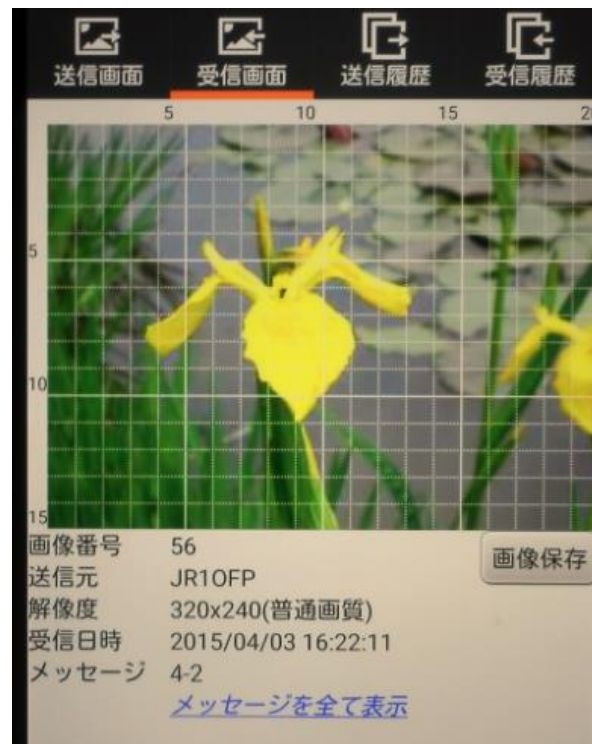 送信画面 受信画面 送信履歴 受信履歴
5 10 15 20
5
10
15
画像番号 56
画像保存
送信元 JR1OFP
解像度 320x240(普通画質)
受信日時 2015/04/03 16:22:11
メッセージ 4-2
メッセージを全て表示